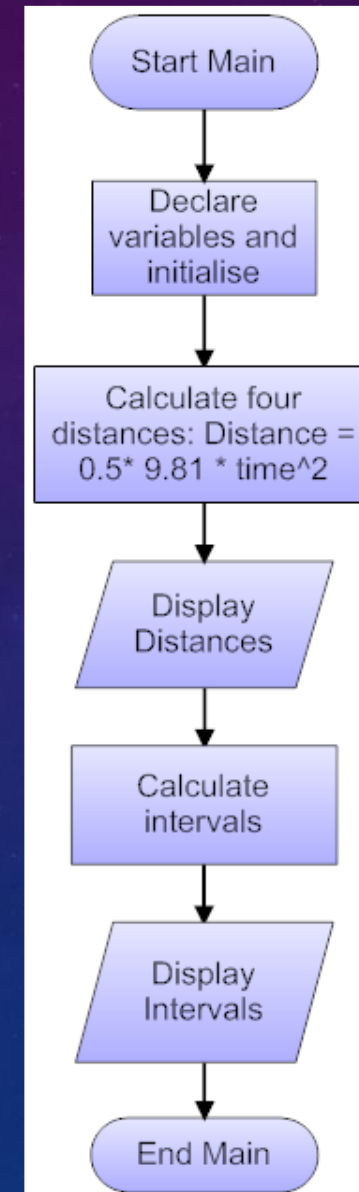 Start Main
Declare
variables and
initialise
Calculate four
distances: Distance =
0.5* 9.81 * time^2
Display
Distances
Calculate
intervals
Display
Intervals
End Main